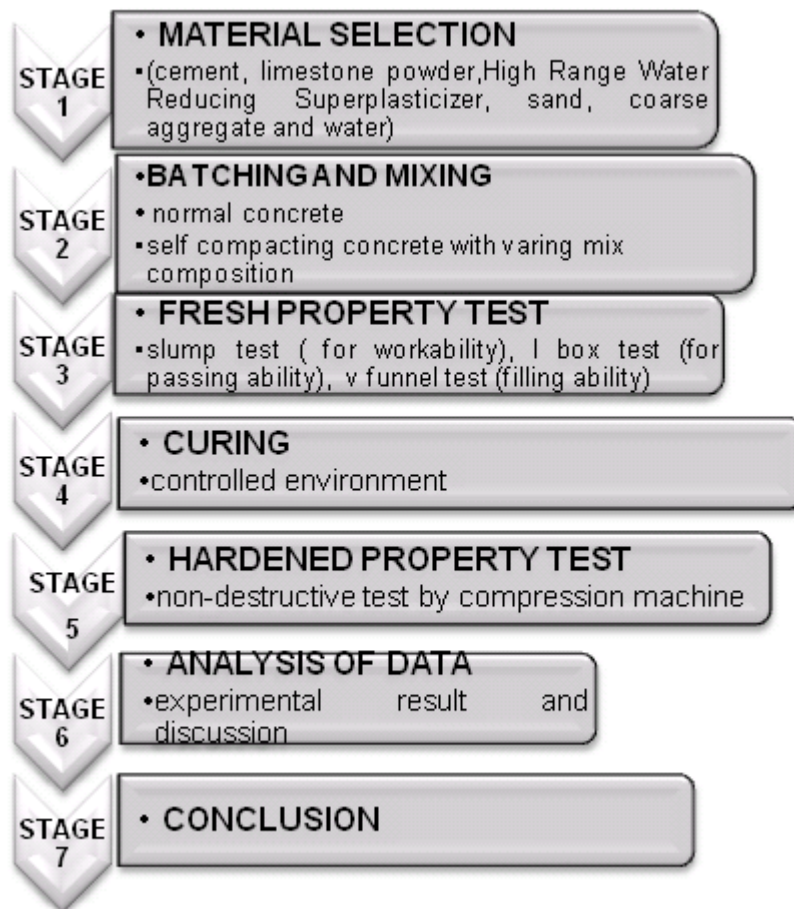 STAGE
1
• MATERIAL SELECTION
▪(cement, limestone powder,High Range Water
Reducing Superplasticizer, sand, coarse
aggregate and water)
STAGE
2
•BATCHING AND MIXING
• normal concrete
▪self compacting concrete with varing mix
composition
STAGE
3
• FRESH PROPERTY TEST
▪slump test ( for workability), l box test (for
passing ability), v funnel test (filling ability)
STAGE
4
• CURING
•controlled environment
STAGE
5
• HARDENED PROPERTY TEST
•non-destructive test by compression machine
STAGE
6
• ANALYSIS OF DATA
•experimental result and
discussion
STAGE
7
• CONCLUSION